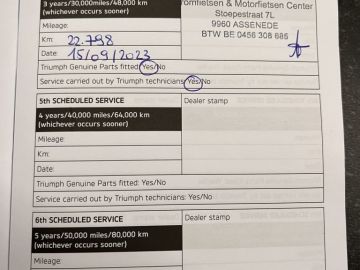 3 years/30,000miles/48,000 km
(whichever occurs sooner)
Mileage:
Km: 22.798
Date: 15/09/2023
Triumph Genuine Parts fitted: Yes/No
Service carried out by Triumph technicians: Yes/No
romfietsen & Motorfietsen Center
Stoepestraat 7L
9960 ASSENEDE
BTW BE 0456 308 685
5th SCHEDULED SERVICE
4 years/40,000 miles/64,000 km
(whichever occurs sooner)
Mileage:
Km:
Date:
Dealer stamp
Triumph Genuine Parts fitted: Yes/No
Service carried out by Triumph technicians: Yes/No
6th SCHEDULED SERVICE
5 years/50,000 miles/80,000 km
(whichever occurs sooner)
Mileage:
Dealer stamp